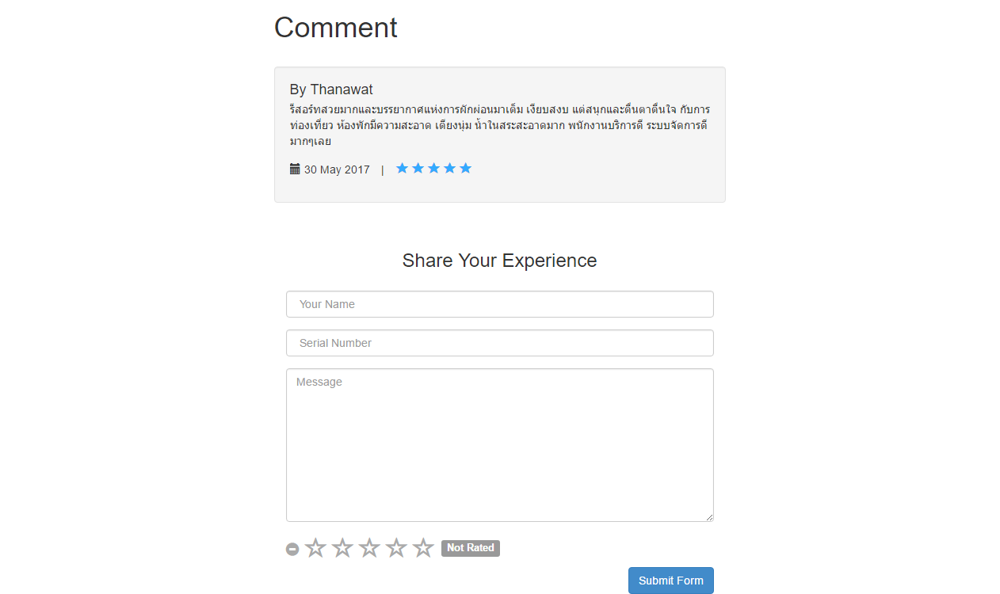 Comment
By Thanawat
รีสอร์ทสวยมากและบรรยากาศแห่งการผักผ่อนมาเต็ม เงียบสงบ แต่สนุกและตื่นตาตื่นใจ กับการ
ท่องเที่ยว ห้องพักมีความสะอาด เตียงนุ่ม น้ำในสระสะอาดมาก พนักงานบริการดี ระบบจัดการดี
มากๆเลย
30 May 2017 | 
Share Your Experience
Your Name
Serial Number
Message
Not Rated
Submit Form